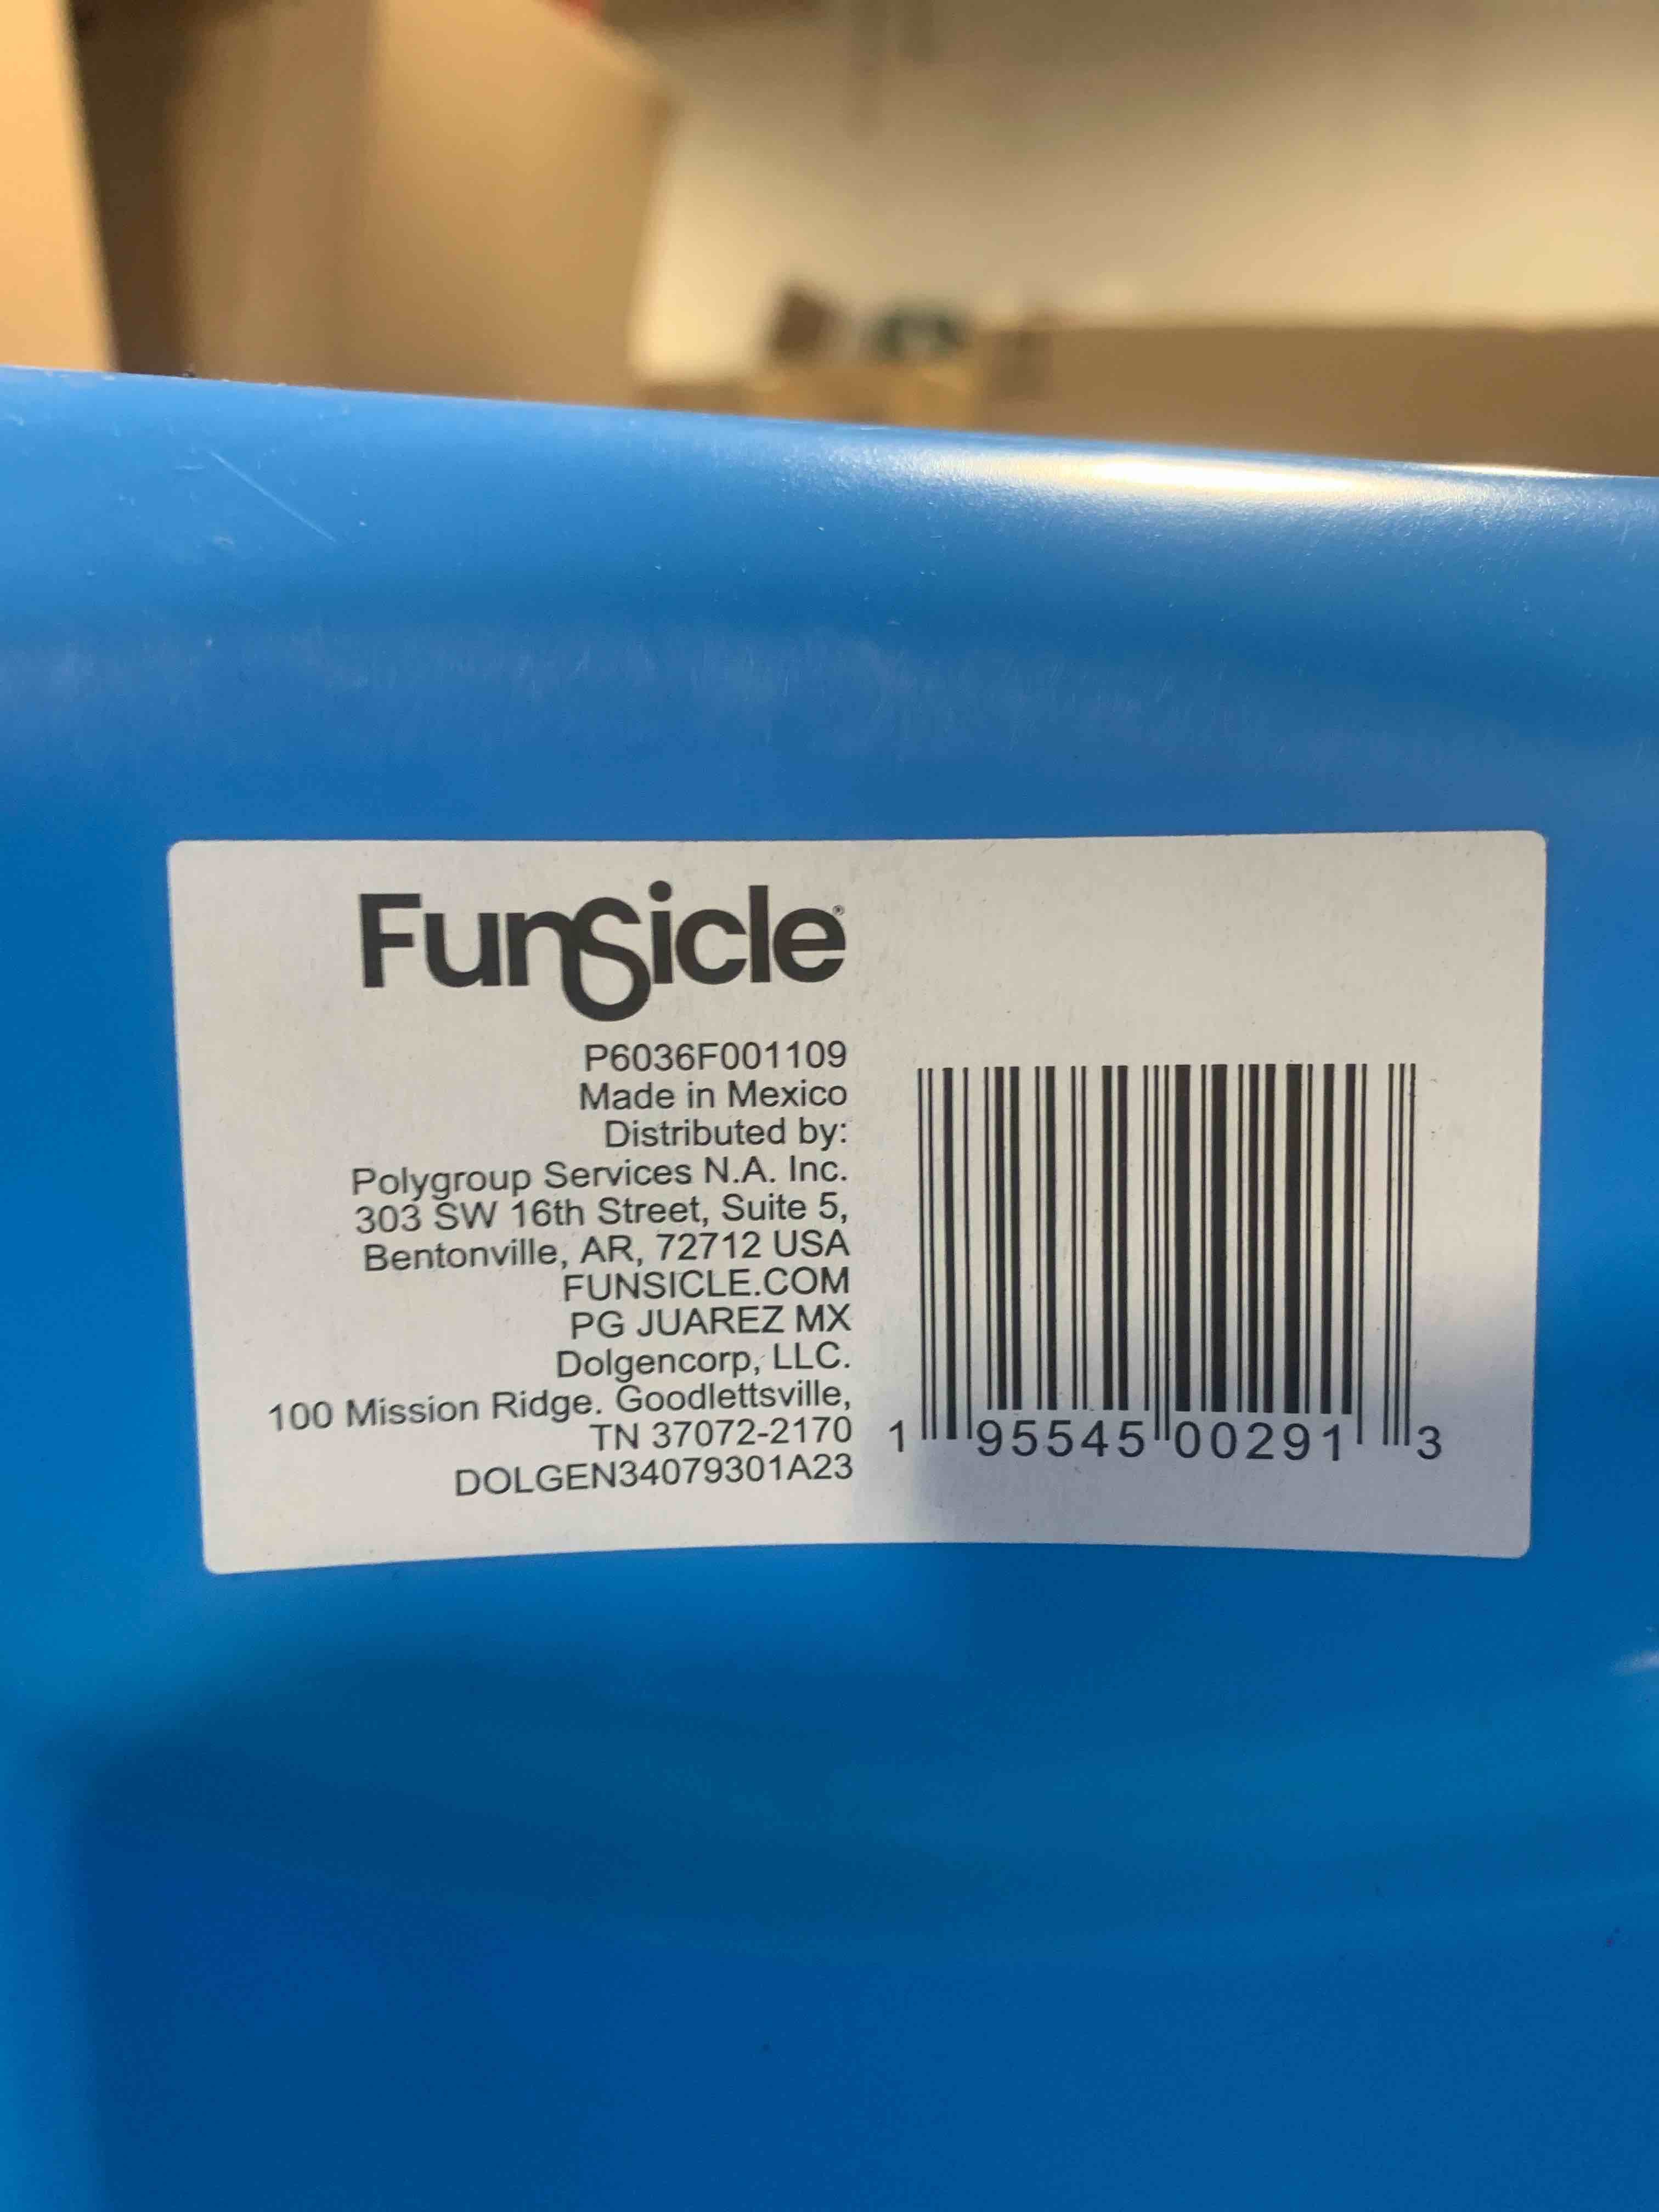 FunSicle®
P6036F001109
Made in Mexico
Distributed by:
Polygroup Services N.A. Inc.
303 SW 16th Street, Suite 5,
Bentonville, AR, 72712 USA
FUNSICLE.COM
PG JUAREZ MX
Dolgencorp, LLC.
100 Mission Ridge. Goodlettsville,
TN 37072-2170
DOLGEN34079301A23
1 95545 00291 3